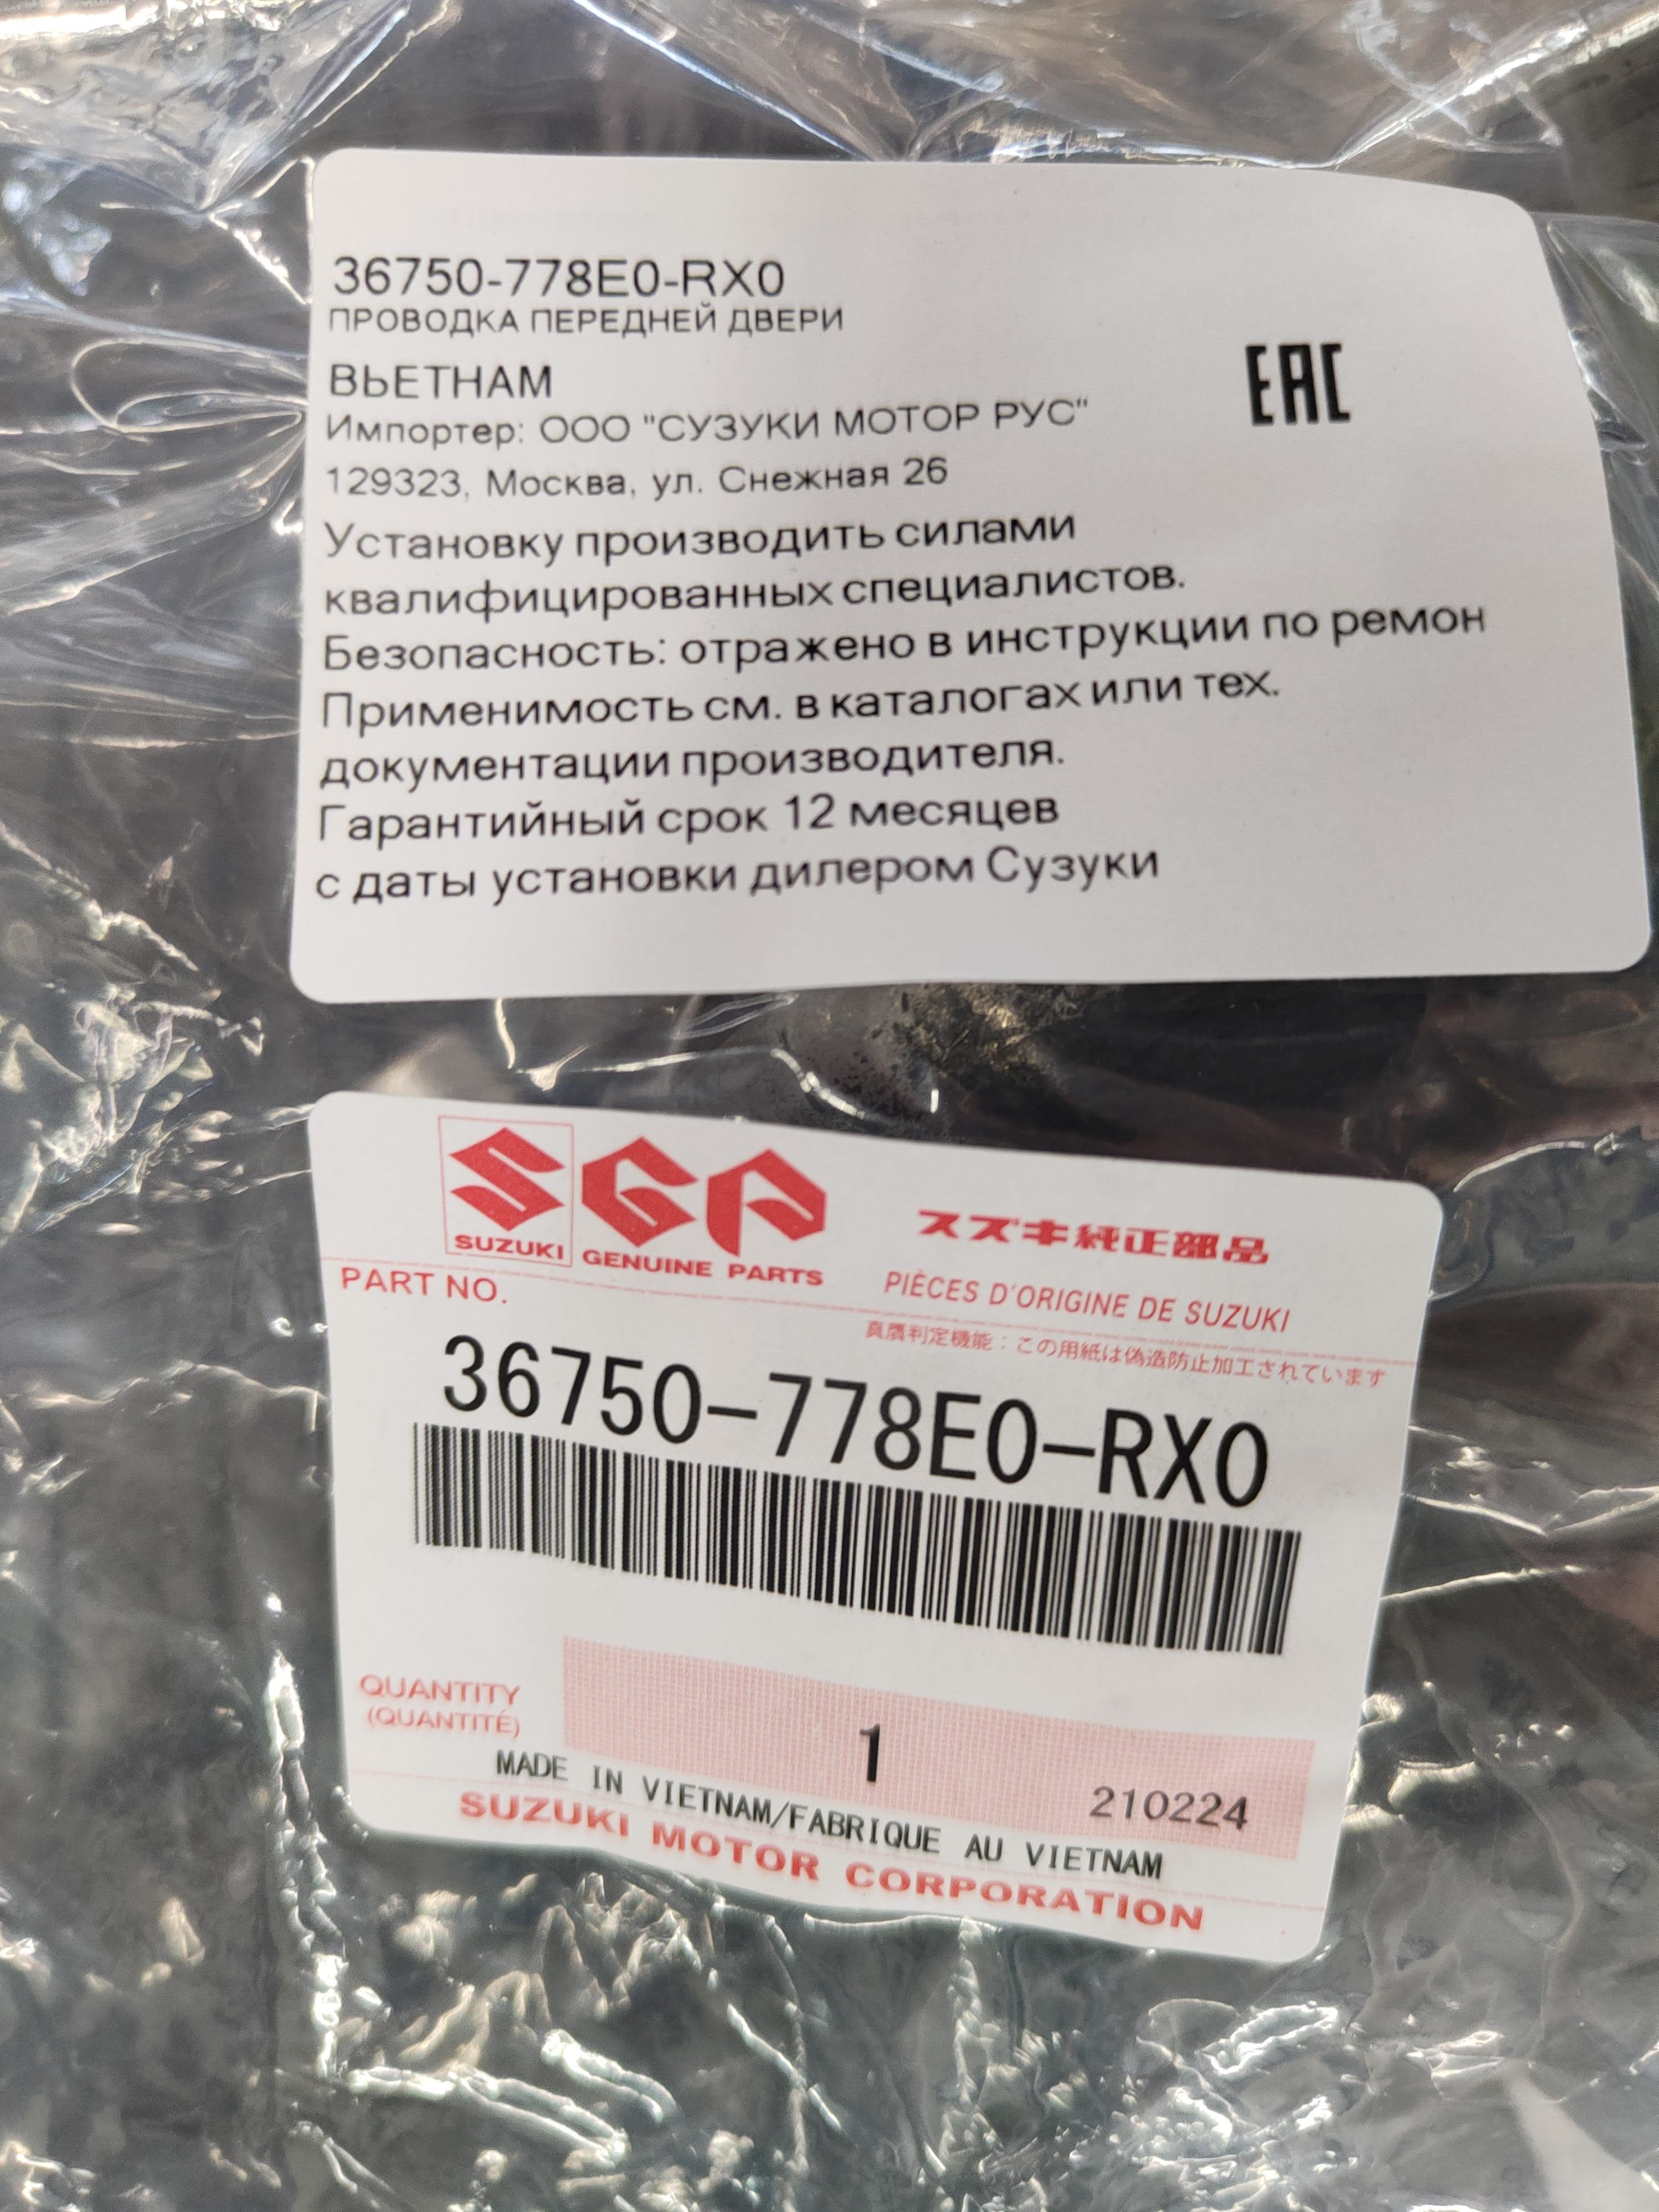 36750-778E0-RX0
ПРОВОДКА ПЕРЕДНЕЙ ДВЕРИ
ВЬЕТНАМ
EAC
Импортер: ООО "СУЗУКИ МОТОР РУС"
129323, Москва, ул. Снежная 26
Установку производить силами
квалифицированных специалистов.
Безопасность: отражено в инструкции по ремон
Применимость см. в каталогах или тех.
документации производителя.
Гарантийный срок 12 месяцев
с даты установки дилером Сузуки
SGP
SUZUKI GENUINE PARTS
スズキ純正部品
PIÈCES D'ORIGINE DE SUZUKI
PART NO.
真贋判定機能：この用紙は偽造防止加工されています
36750-778E0-RX0
QUANTITY
(QUANTITÉ)
1
210224
MADE IN VIETNAM/FABRIQUE AU VIETNAM
SUZUKI MOTOR CORPORATION